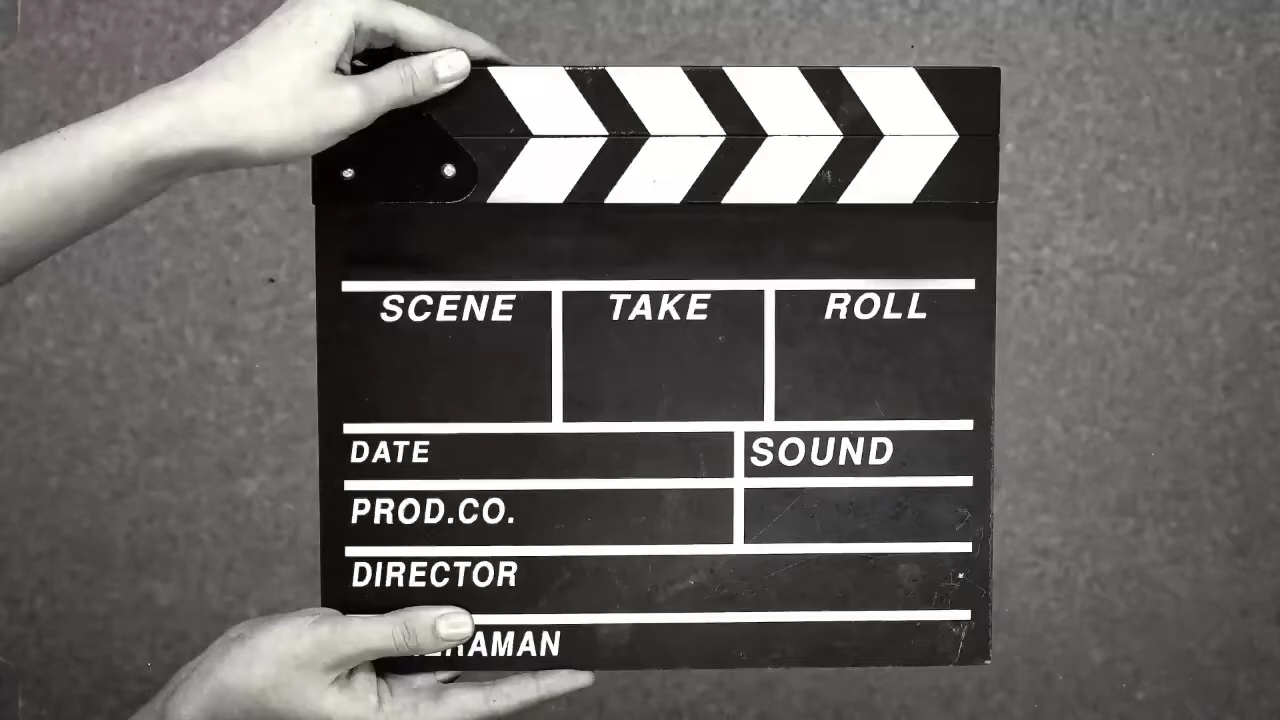 SCENE TAKE ROLL
DATE SOUND
PROD.CO.
DIRECTOR